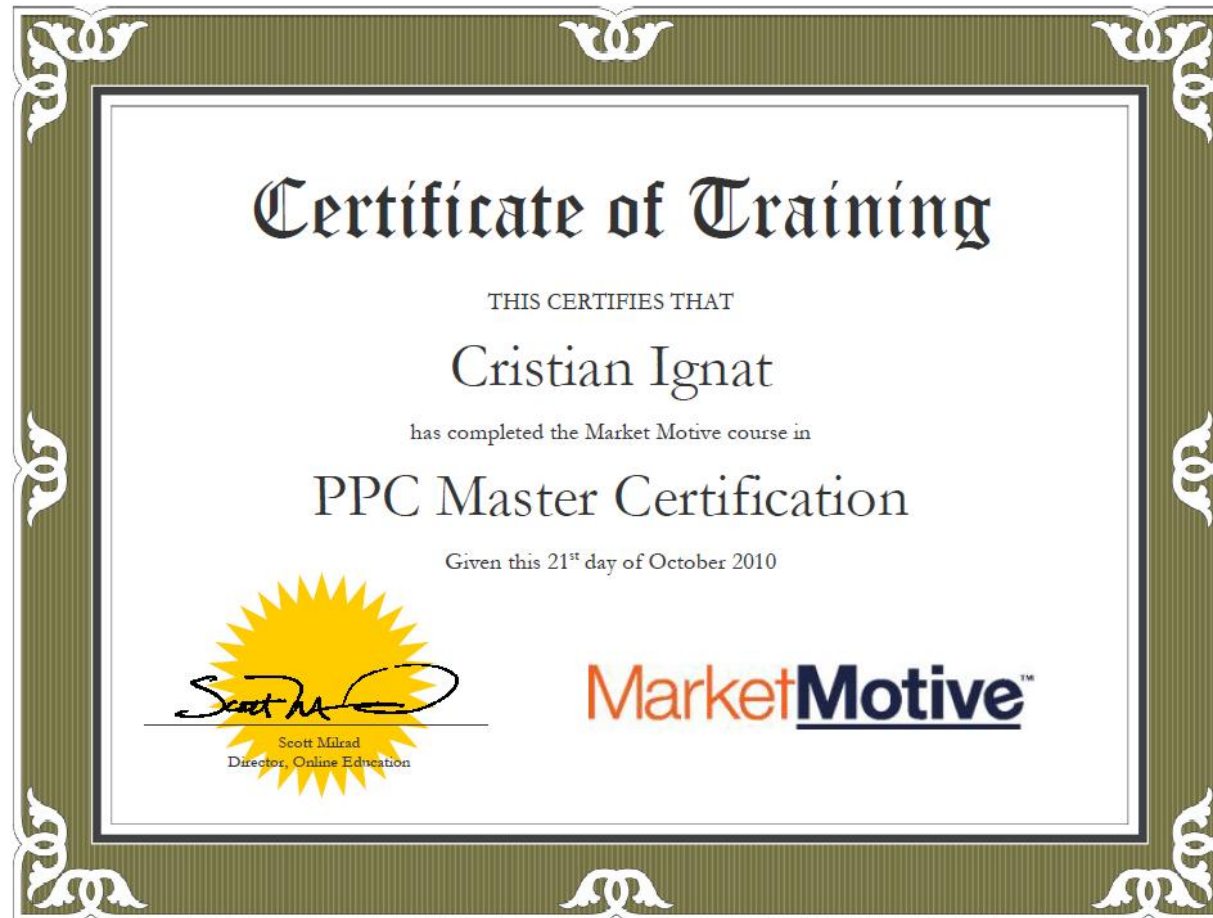 Certificate of Training
THIS CERTIFIES THAT
Cristian Ignat
has completed the Market Motive course in
PPC Master Certification
Given this 21st day of October 2010
Scott Milrad
Director, Online Education
MarketMotive™